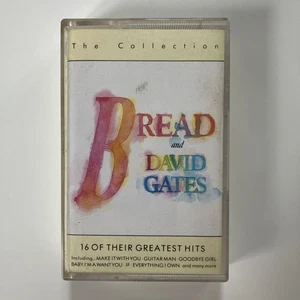 The Collection
BREAD
and
DAVID
GATES
16 OF THEIR GREATEST HITS
Including...MAKE IT WITH YOU · GUITAR MAN · GOODBYE GIRL
BABY I'M A WANT YOU · IF · EVERYTHING I OWN and many more